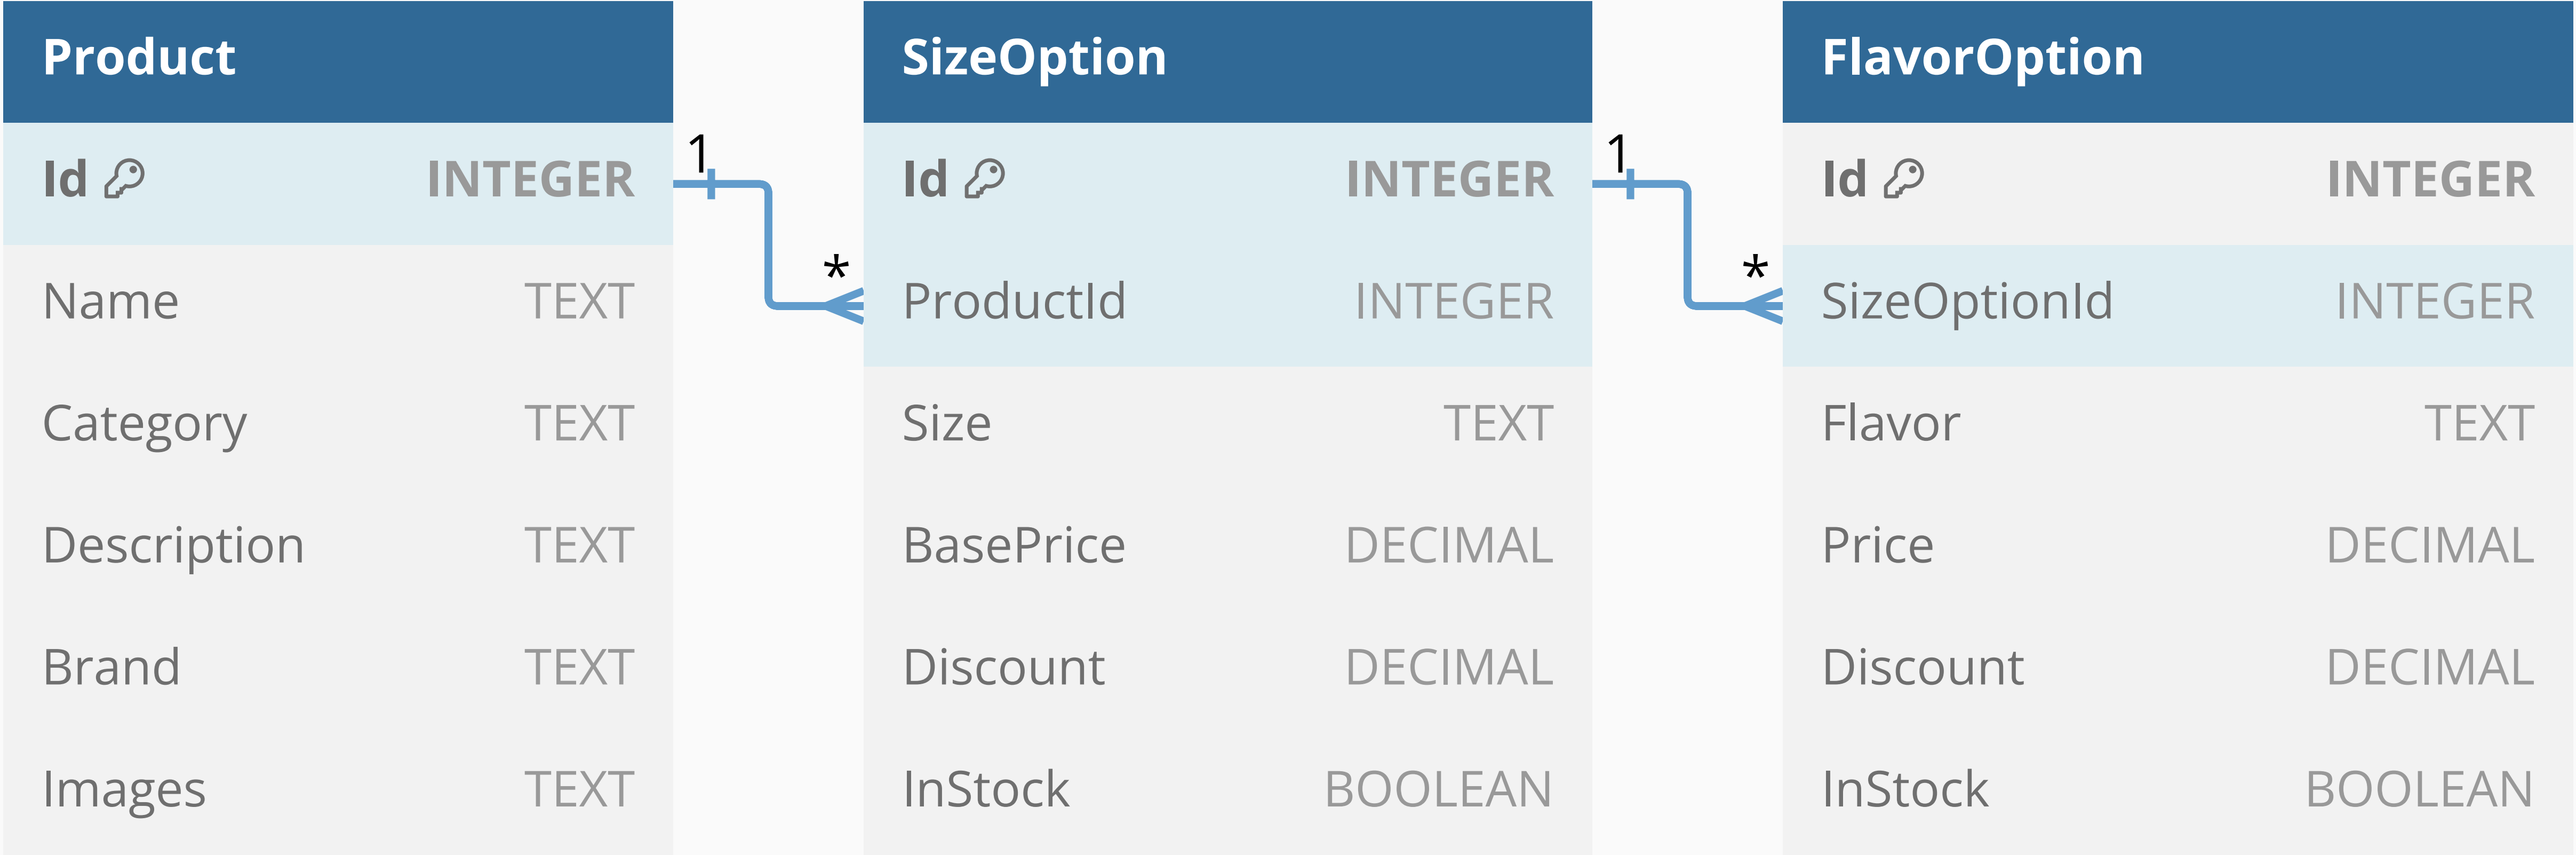 Product
Id INTEGER
Name TEXT
Category TEXT
Description TEXT
Brand TEXT
Images TEXT
1
*
SizeOption
Id INTEGER
ProductId INTEGER
Size TEXT
BasePrice DECIMAL
Discount DECIMAL
InStock BOOLEAN
1
*
FlavorOption
Id INTEGER
SizeOptionId INTEGER
Flavor TEXT
Price DECIMAL
Discount DECIMAL
InStock BOOLEAN